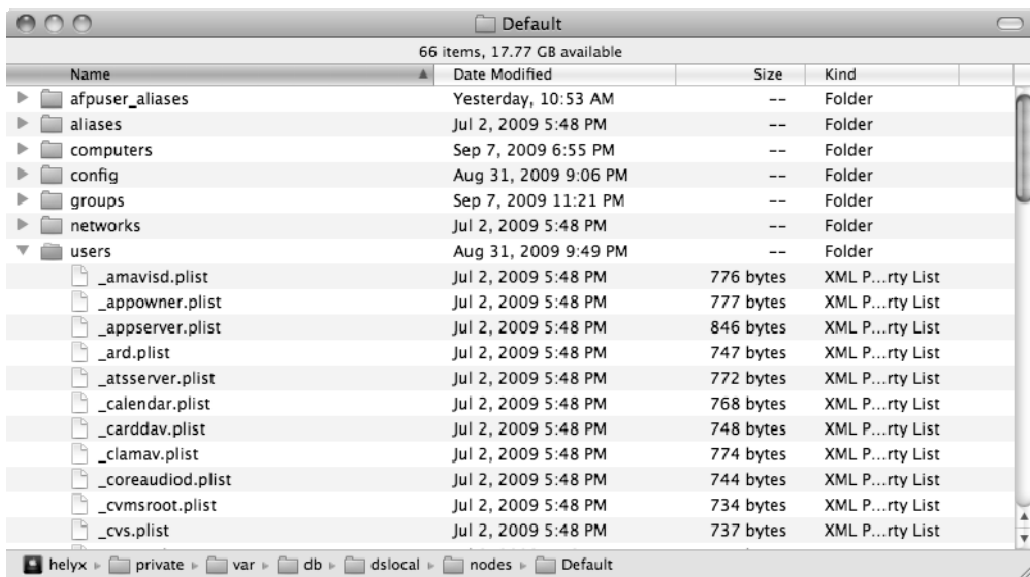 Default
66 items, 17.77 GB available
Name Date Modified Size Kind
afpuser_aliases Yesterday, 10:53 AM -- Folder
aliases Jul 2, 2009 5:48 PM -- Folder
computers Sep 7, 2009 6:55 PM -- Folder
config Aug 31, 2009 9:06 PM -- Folder
groups Sep 7, 2009 11:21 PM -- Folder
networks Jul 2, 2009 5:48 PM -- Folder
users Aug 31, 2009 9:49 PM -- Folder
_amavisd.plist Jul 2, 2009 5:48 PM 776 bytes XML P...rty List
_appowner.plist Jul 2, 2009 5:48 PM 777 bytes XML P...rty List
_appserver.plist Jul 2, 2009 5:48 PM 846 bytes XML P...rty List
_ard.plist Jul 2, 2009 5:48 PM 747 bytes XML P...rty List
_atsserver.plist Jul 2, 2009 5:48 PM 772 bytes XML P...rty List
_calendar.plist Jul 2, 2009 5:48 PM 768 bytes XML P...rty List
_carddav.plist Jul 2, 2009 5:48 PM 748 bytes XML P...rty List
_clamav.plist Jul 2, 2009 5:48 PM 774 bytes XML P...rty List
_coreaudiod.plist Jul 2, 2009 5:48 PM 744 bytes XML P...rty List
_cvmsroot.plist Jul 2, 2009 5:48 PM 734 bytes XML P...rty List
_cvs.plist Jul 2, 2009 5:48 PM 737 bytes XML P...rty List
helyx private var db dslocal nodes Default